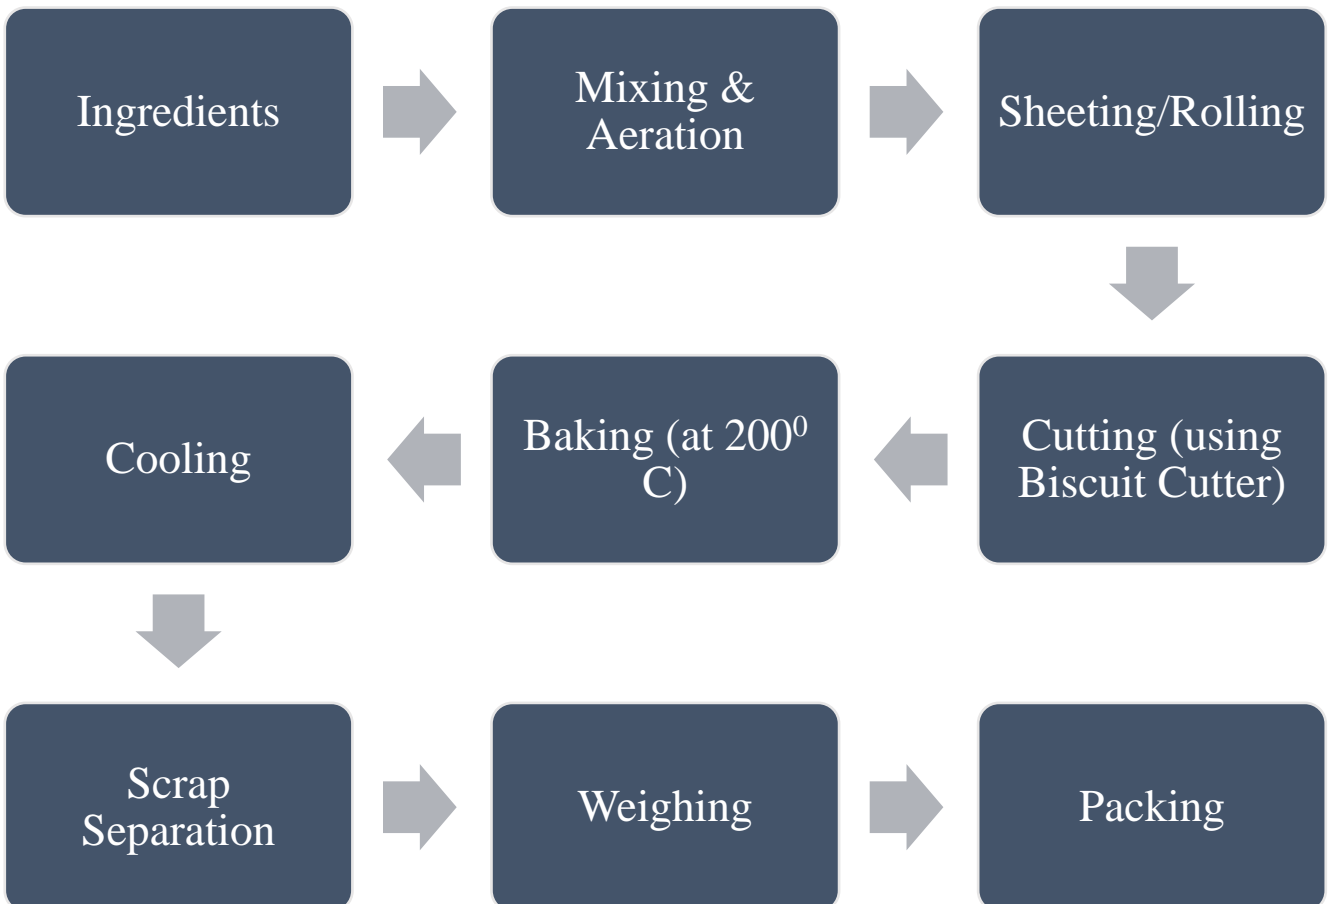 Ingredients
Mixing &
Aeration
Sheeting/Rolling
Cutting (using
Biscuit Cutter)
Baking (at 200⁰
C)
Cooling
Scrap
Separation
Weighing
Packing